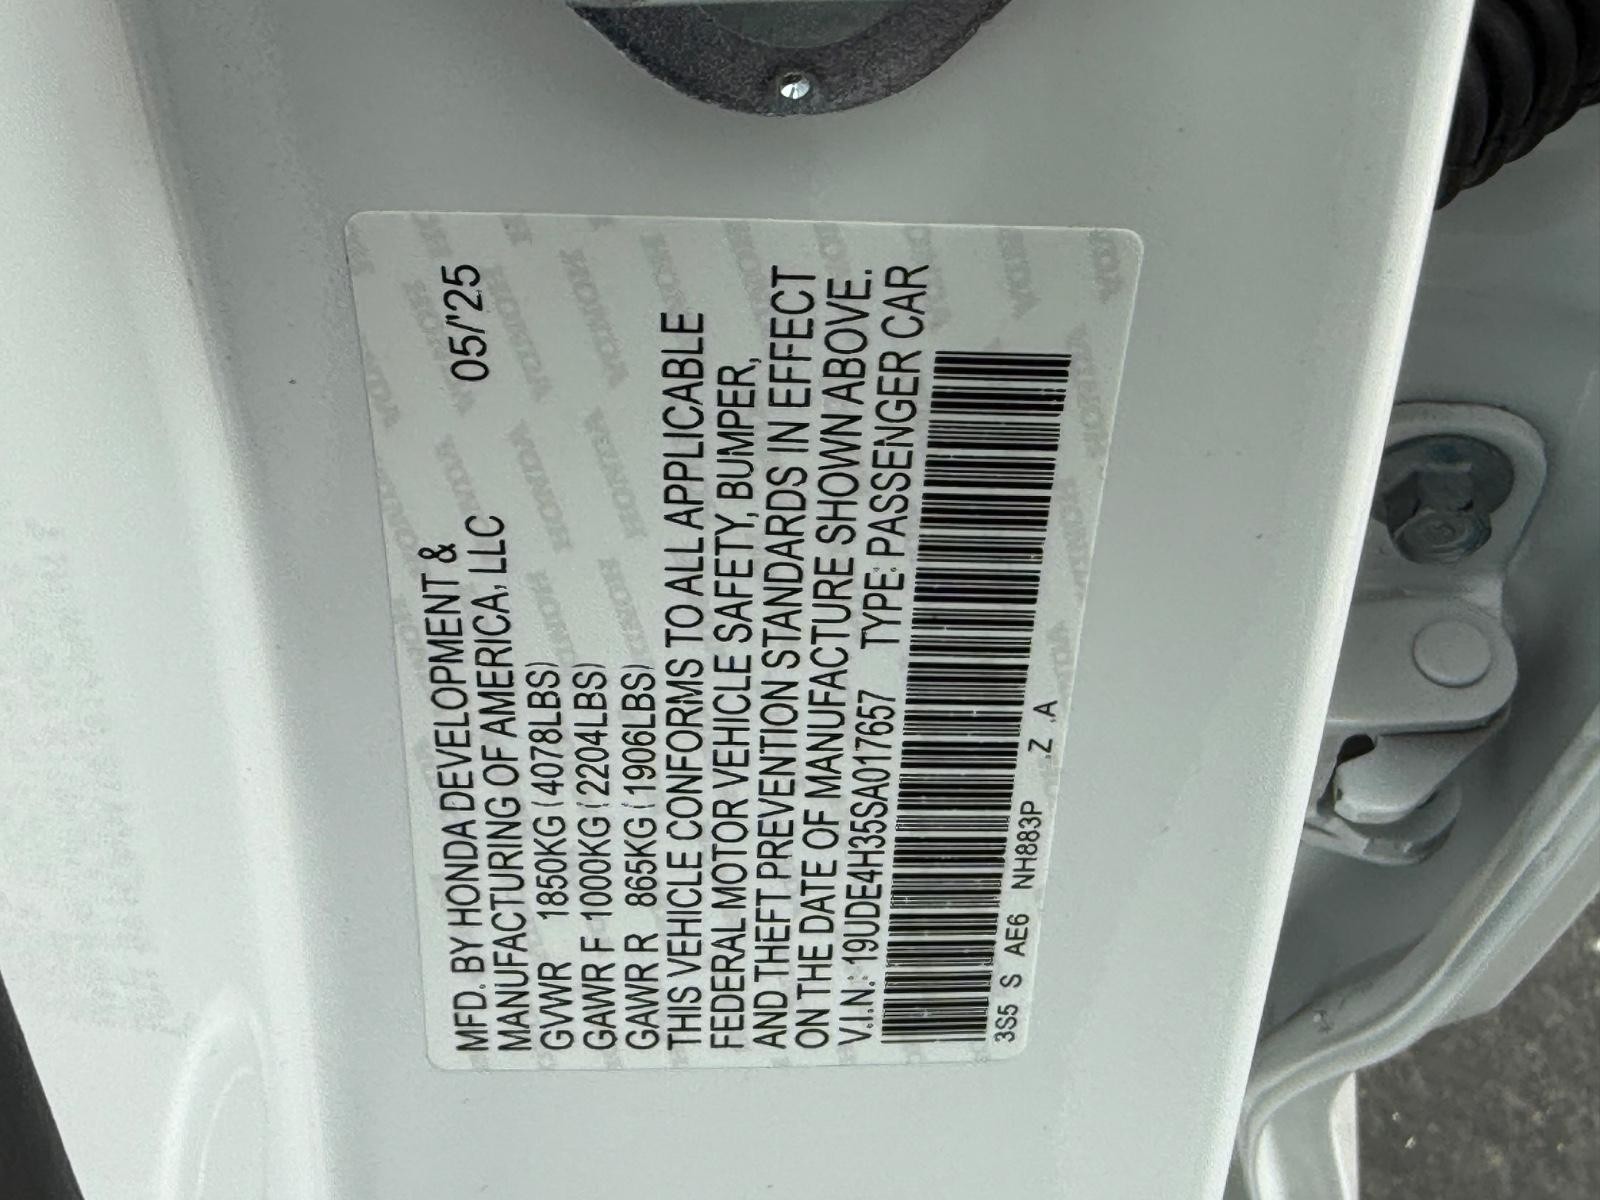 MFD. BY HONDA DEVELOPMENT & 05/'25
MANUFACTURING OF AMERICA, LLC
GVWR 1850KG (4078LBS)
GAWR F 1000KG (2204LBS)
GAWR R 865KG (1906LBS)
THIS VEHICLE CONFORMS TO ALL APPLICABLE
FEDERAL MOTOR VEHICLE SAFETY, BUMPER,
AND THEFT PREVENTION STANDARDS IN EFFECT
ON THE DATE OF MANUFACTURE SHOWN ABOVE.
V.I.N.: 19UDE4H35SA017657 TYPE: PASSENGER CAR
3S5 S AE6 NH883P ,Z ,A